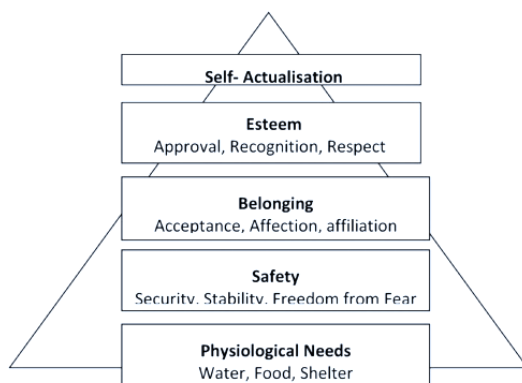 Self- Actualisation
Esteem
Approval, Recognition, Respect
Belonging
Acceptance, Affection, affiliation
Safety
Security, Stability, Freedom from Fear
Physiological Needs
Water, Food, Shelter